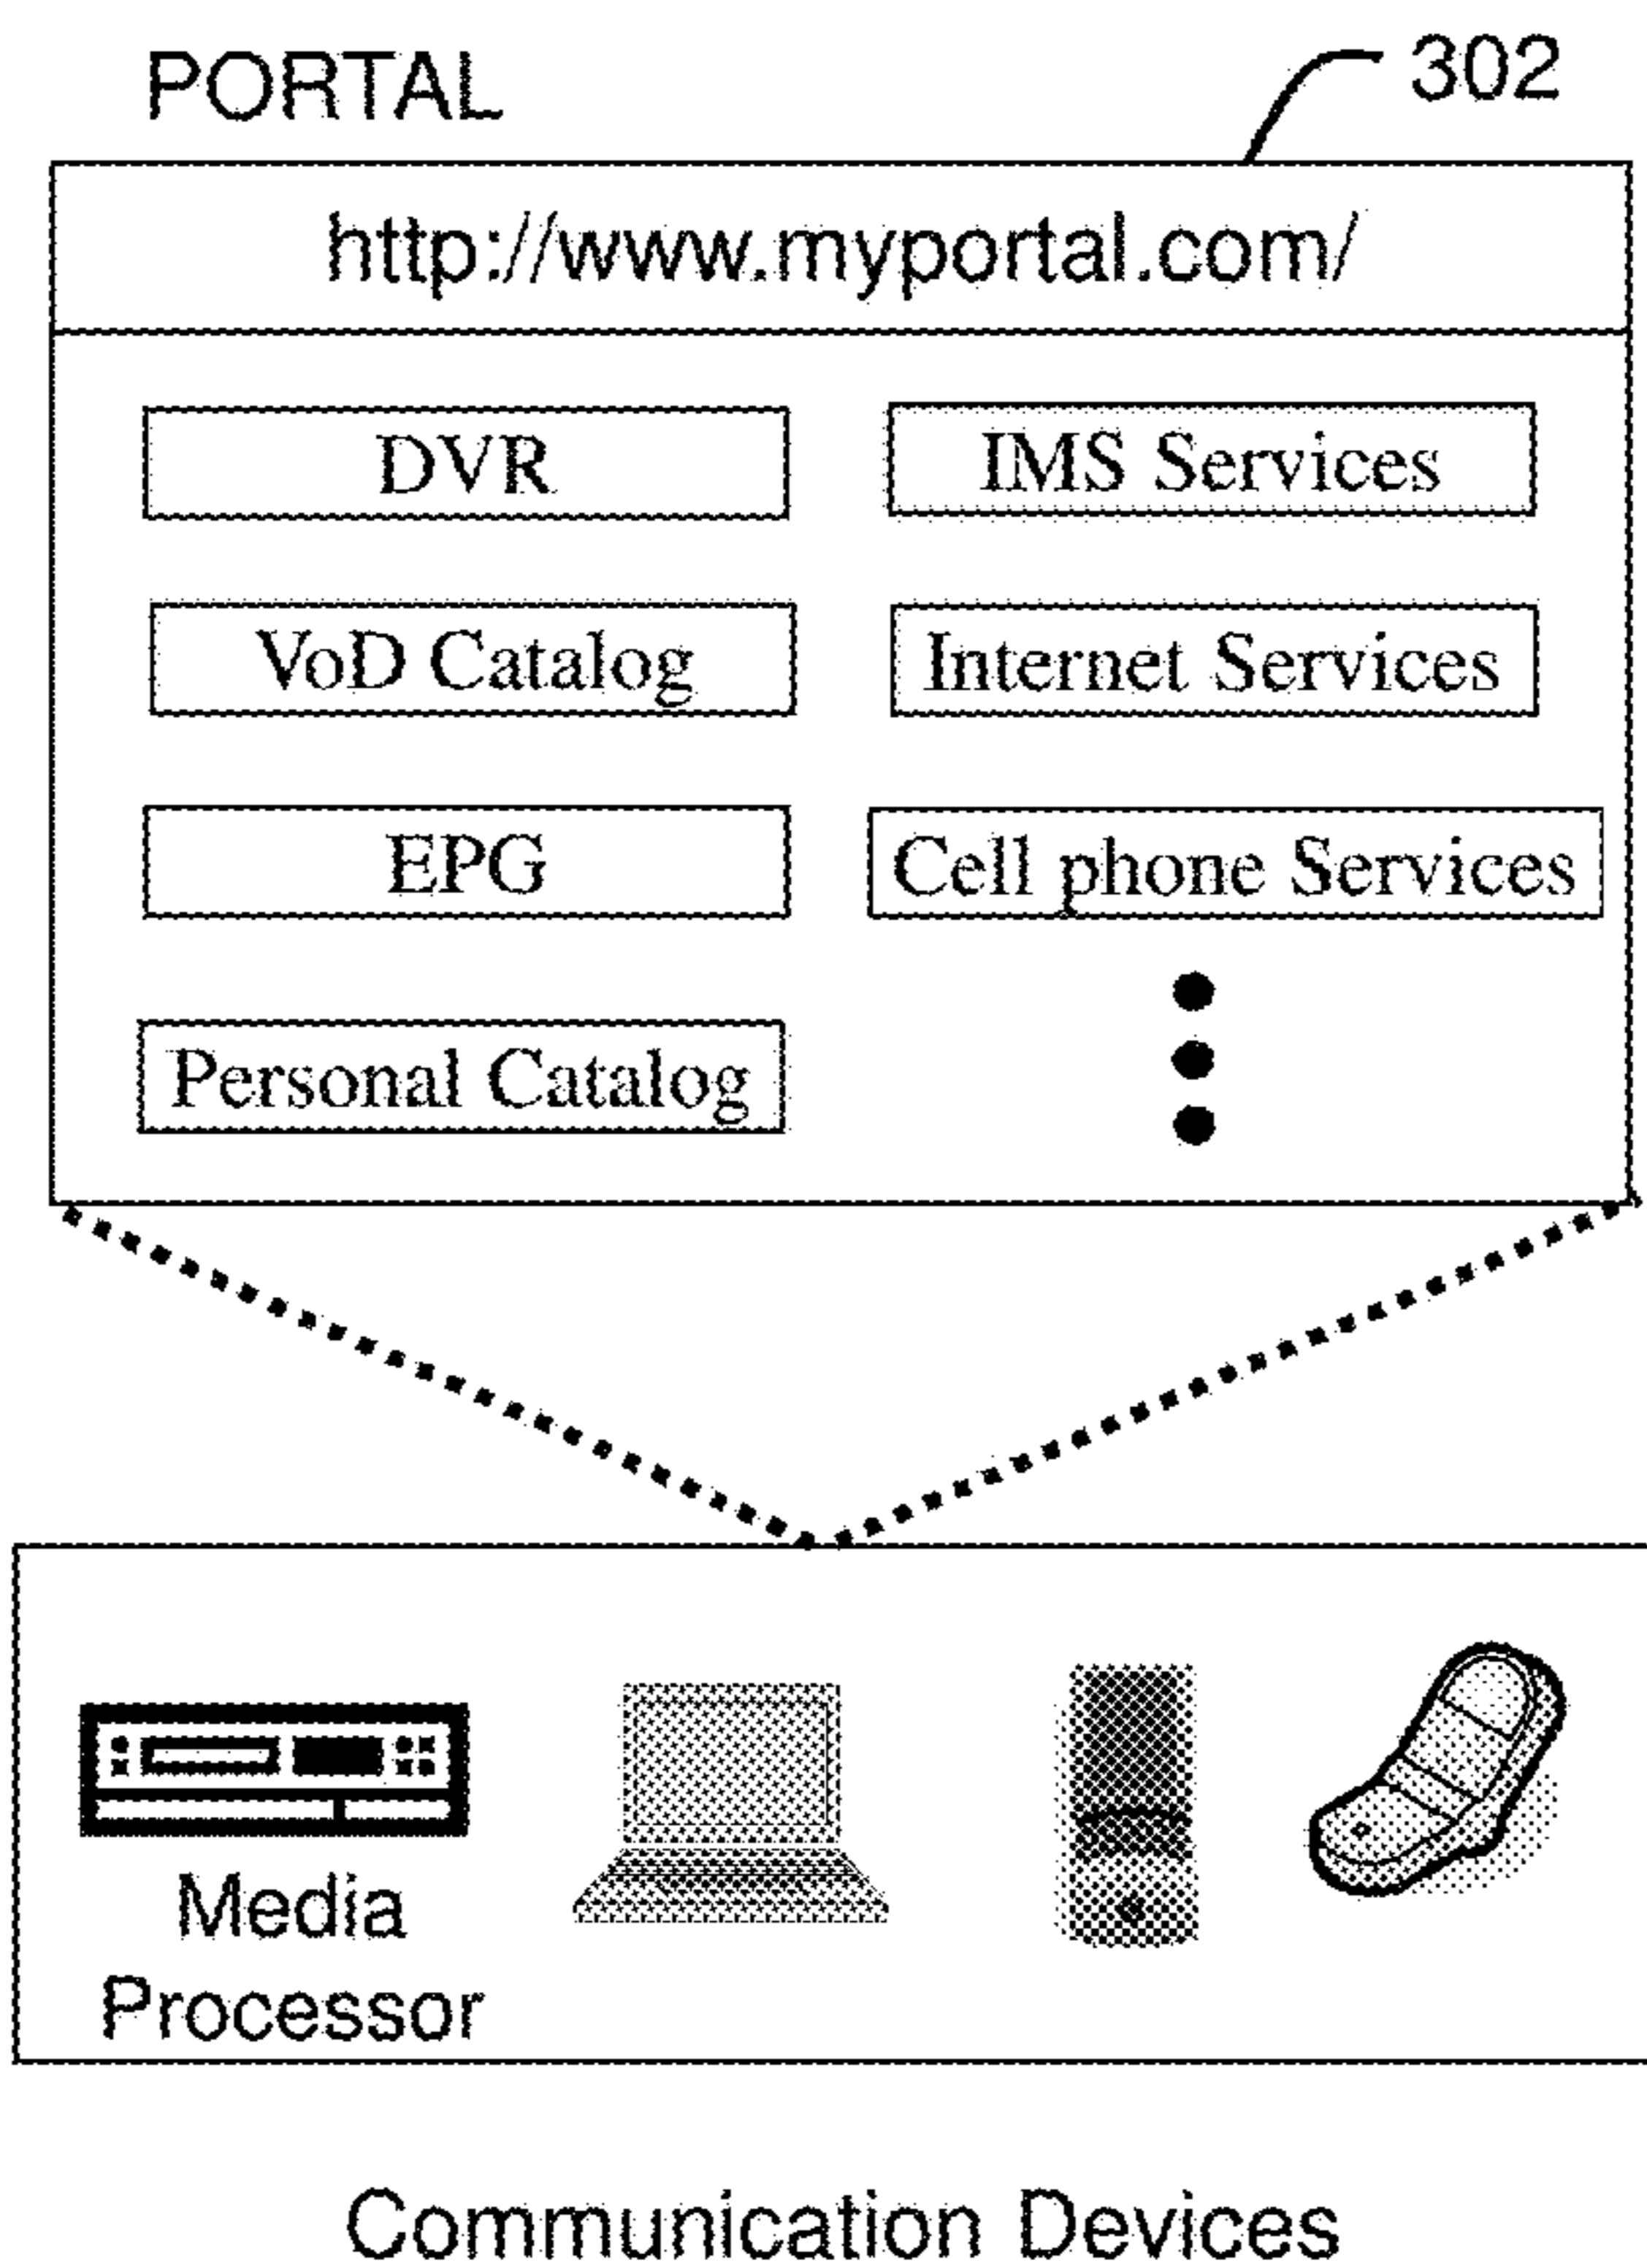 PORTAL
302
http://www.myportal.com/
DVR
IMS Services
VoD Catalog
Internet Services
EPG
Cell phone Services
Personal Catalog
Media
Processor
Communication Devices